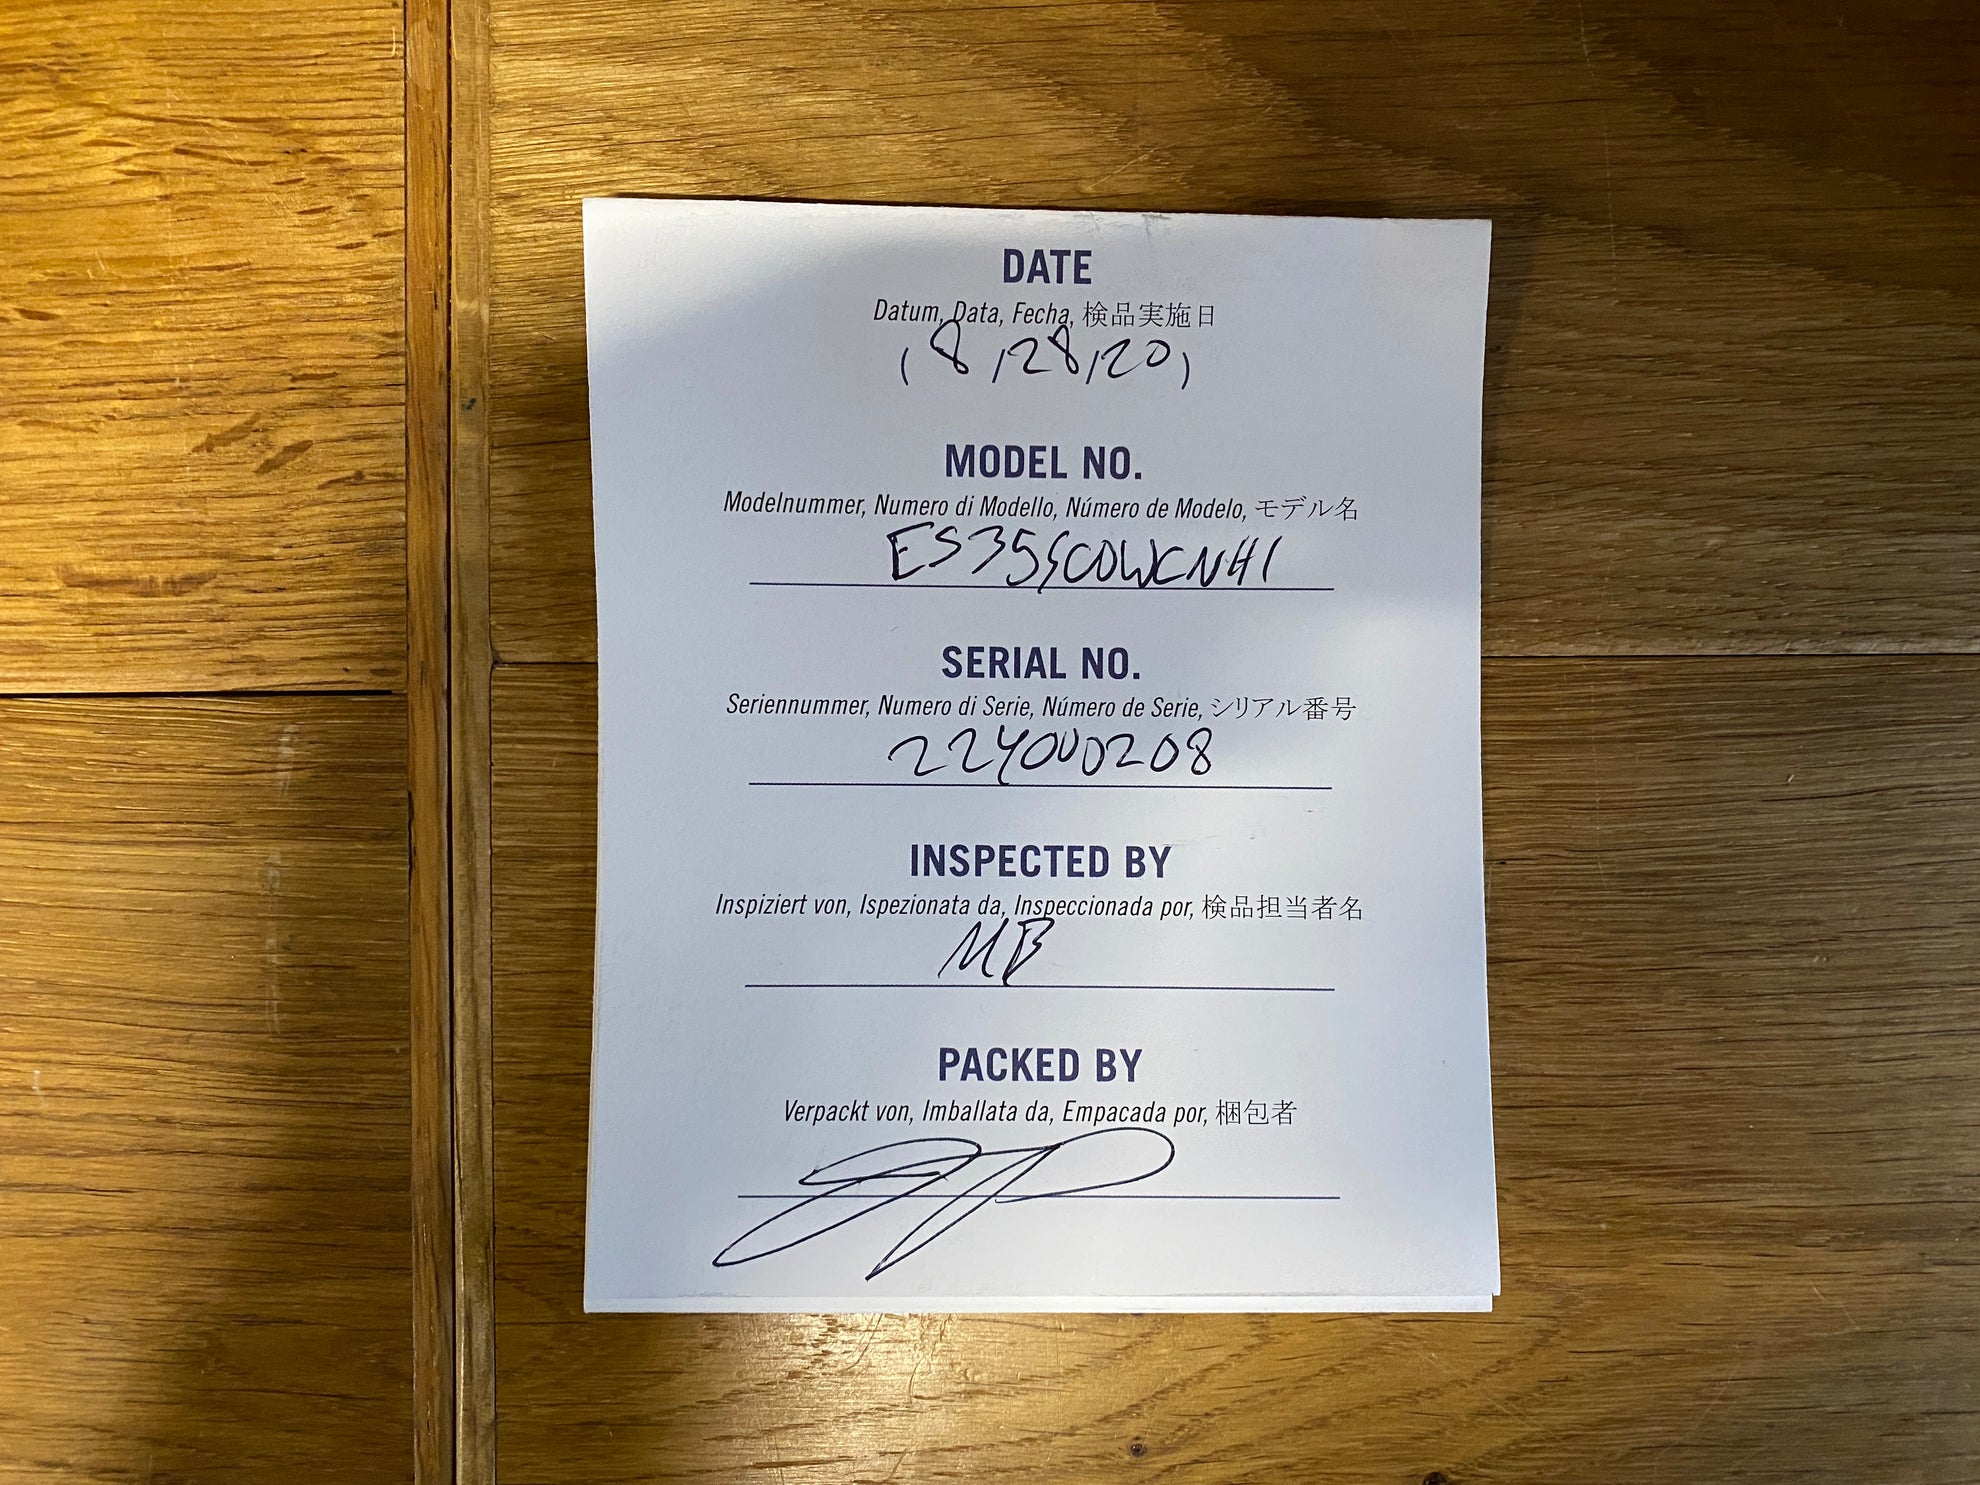 DATE
Datum, Data, Fecha, 検品実施日
(8/28/20)
MODEL NO.
Modelnummer, Numero di Modello, Número de Modelo, モデル名
ES35SCOWCNH1
SERIAL NO.
Seriennummer, Numero di Serie, Número de Serie, シリアル番号
224000208
INSPECTED BY
Inspiziert von, Ispezionata da, Inspeccionada por, 検品担当者名
MB
PACKED BY
Verpackt von, Imballata da, Empacada por, 梱包者